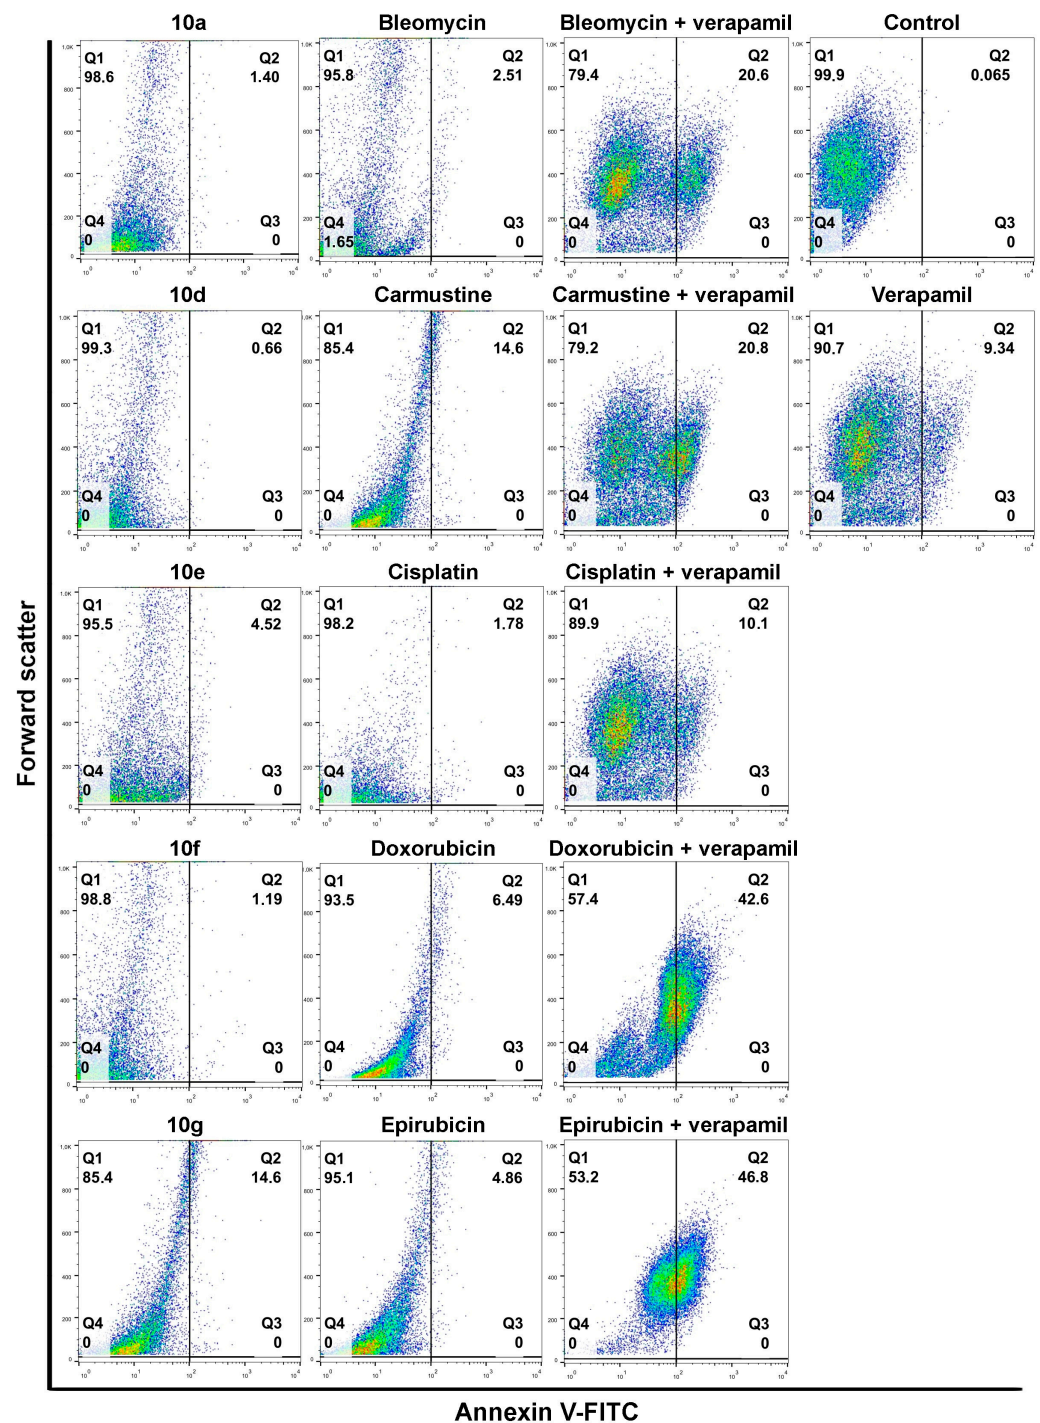 10a
Bleomycin
Bleomycin + verapamil
Control
Q1 Q2
98.6 1.40
Q4 Q3
0 0
Q1 Q2
95.8 2.51
Q4 Q3
1.65 0
Q1 Q2
79.4 20.6
Q4 Q3
0 0
Q1 Q2
99.9 0.065
Q4 Q3
0 0
10d
Carmustine
Carmustine + verapamil
Verapamil
Q1 Q2
99.3 0.66
Q4 Q3
0 0
Q1 Q2
85.4 14.6
Q4 Q3
0 0
Q1 Q2
79.2 20.8
Q4 Q3
0 0
Q1 Q2
90.7 9.34
Q4 Q3
0 0
10e
Cisplatin
Cisplatin + verapamil
Q1 Q2
95.5 4.52
Q4 Q3
0 0
Q1 Q2
98.2 1.78
Q4 Q3
0 0
Q1 Q2
89.9 10.1
Q4 Q3
0 0
10f
Doxorubicin
Doxorubicin + verapamil
Q1 Q2
98.8 1.19
Q4 Q3
0 0
Q1 Q2
93.5 6.49
Q4 Q3
0 0
Q1 Q2
57.4 42.6
Q4 Q3
0 0
10g
Epirubicin
Epirubicin + verapamil
Q1 Q2
85.4 14.6
Q4 Q3
0 0
Q1 Q2
95.1 4.86
Q4 Q3
0 0
Q1 Q2
53.2 46.8
Q4 Q3
0 0
Forward scatter
Annexin V-FITC